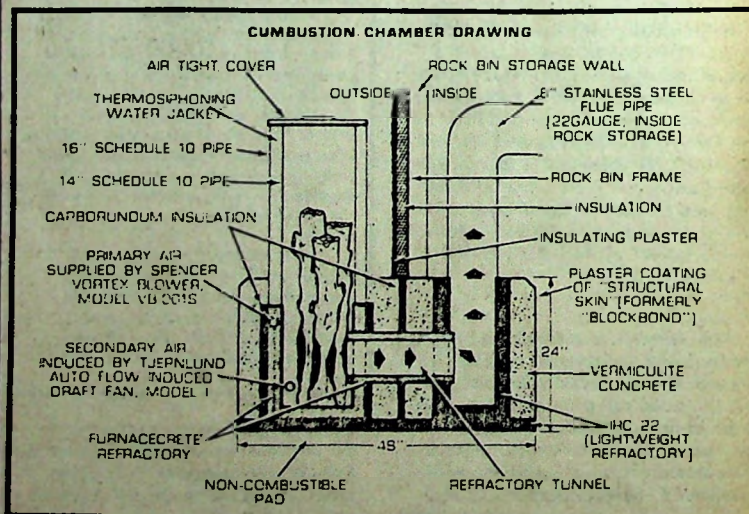 CUMBUSTION CHAMBER DRAWING
AIR TIGHT COVER
THERMOSIPHONING
WATER JACKET
16" SCHEDULE 10 PIPE
14" SCHEDULE 10 PIPE
CARBORUNDUM INSULATION
PRIMARY AIR
SUPPLIED BY SPENCER
VORTEX BLOWER,
MODEL VB 001S
SECONDARY AIR
INDUCED BY TJERNLUND
AUTO FLOW INDUCED
DRAFT FAN, MODEL I
FURNACECRETE
REFRACTORY
NON-COMBUSTIBLE
PAD
48"
OUTSIDE
INSIDE
ROCK BIN STORAGE WALL
STAINLESS STEEL
FLUE PIPE
(22GAUGE, INSIDE
ROCK STORAGE)
ROCK BIN FRAME
INSULATION
INSULATING PLASTER
PLASTER COATING
OF "STRUCTURAL
SKIN" (FORMERLY
"BLOCKBOND")
24"
VERMICULITE
CONCRETE
IRC 22
(LIGHTWEIGHT
REFRACTORY)
REFRACTORY TUNNEL